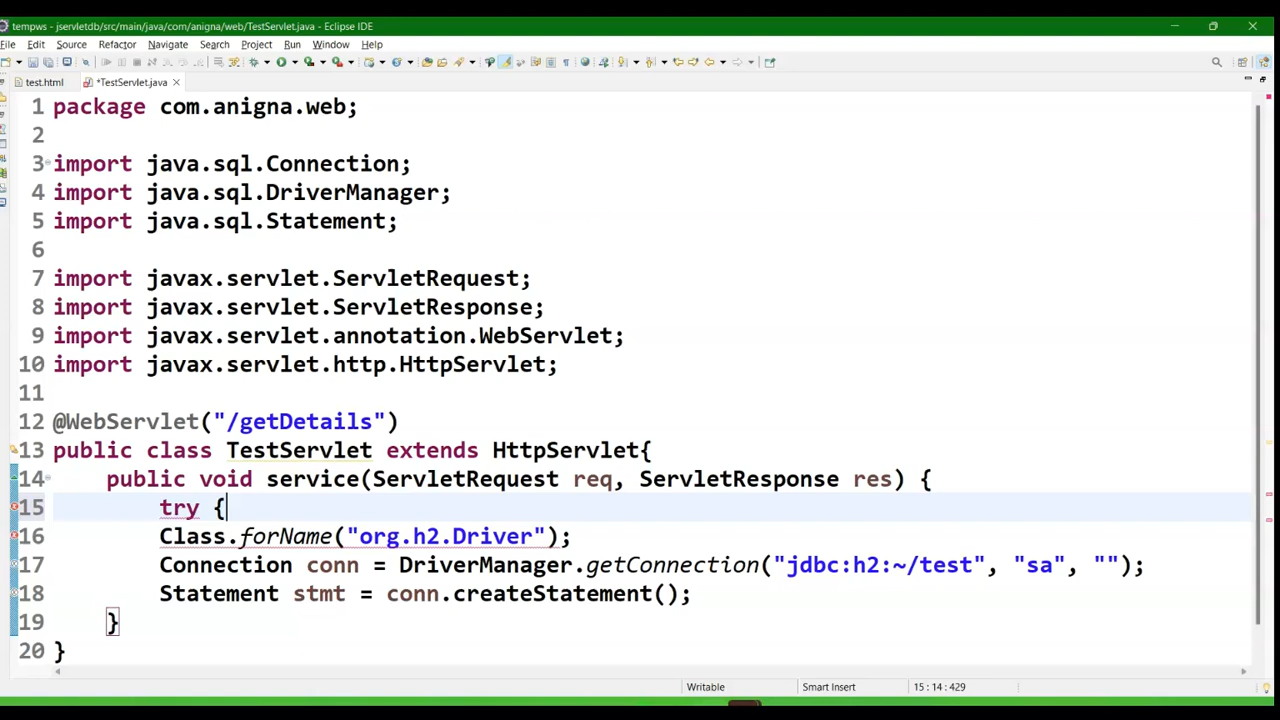 tempws - jservletdb/src/main/java/com/anigna/web/TestServlet.java - Eclipse IDE
File Edit Source Refactor Navigate Search Project Run Window Help
test.html *TestServlet.java
1 package com.anigna.web;
2
3 import java.sql.Connection;
4 import java.sql.DriverManager;
5 import java.sql.Statement;
6
7 import javax.servlet.ServletRequest;
8 import javax.servlet.ServletResponse;
9 import javax.servlet.annotation.WebServlet;
10 import javax.servlet.http.HttpServlet;
11
12 @WebServlet("/getDetails")
13 public class TestServlet extends HttpServlet{
14 public void service(ServletRequest req, ServletResponse res) {
15 try {
16 Class.forName("org.h2.Driver");
17 Connection conn = DriverManager.getConnection("jdbc:h2:~/test", "sa", "");
18 Statement stmt = conn.createStatement();
19 }
20 }
Writable Smart Insert 15 : 14 : 429